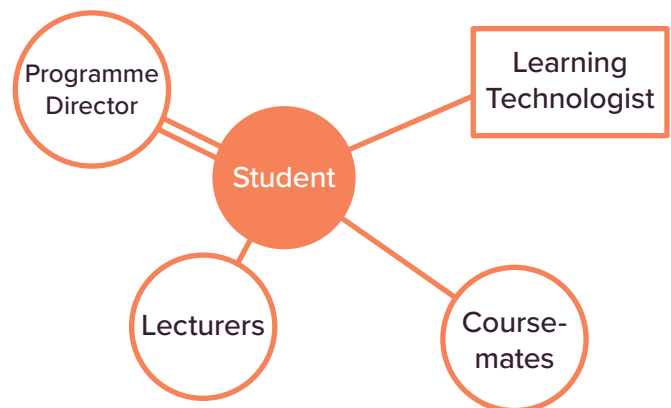 Programme
Director
Learning
Technologist
Student
Lecturers
Course-
mates